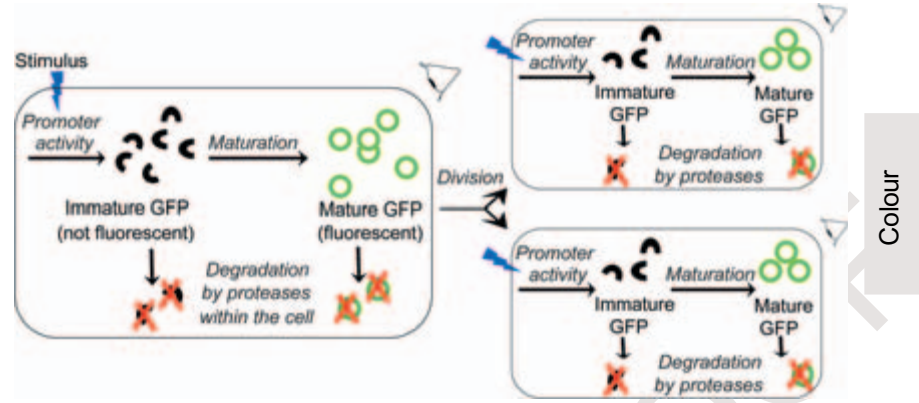 Stimulus
Promoter
activity
Maturation
Immature GFP
(not fluorescent)
Mature GFP
(fluorescent)
Degradation
by proteases
within the cell
Division
Promoter
activity
Maturation
Immature
GFP
Mature
GFP
Degradation
by proteases
Promoter
activity
Maturation
Immature
GFP
Mature
GFP
Degradation
by proteases
Colour